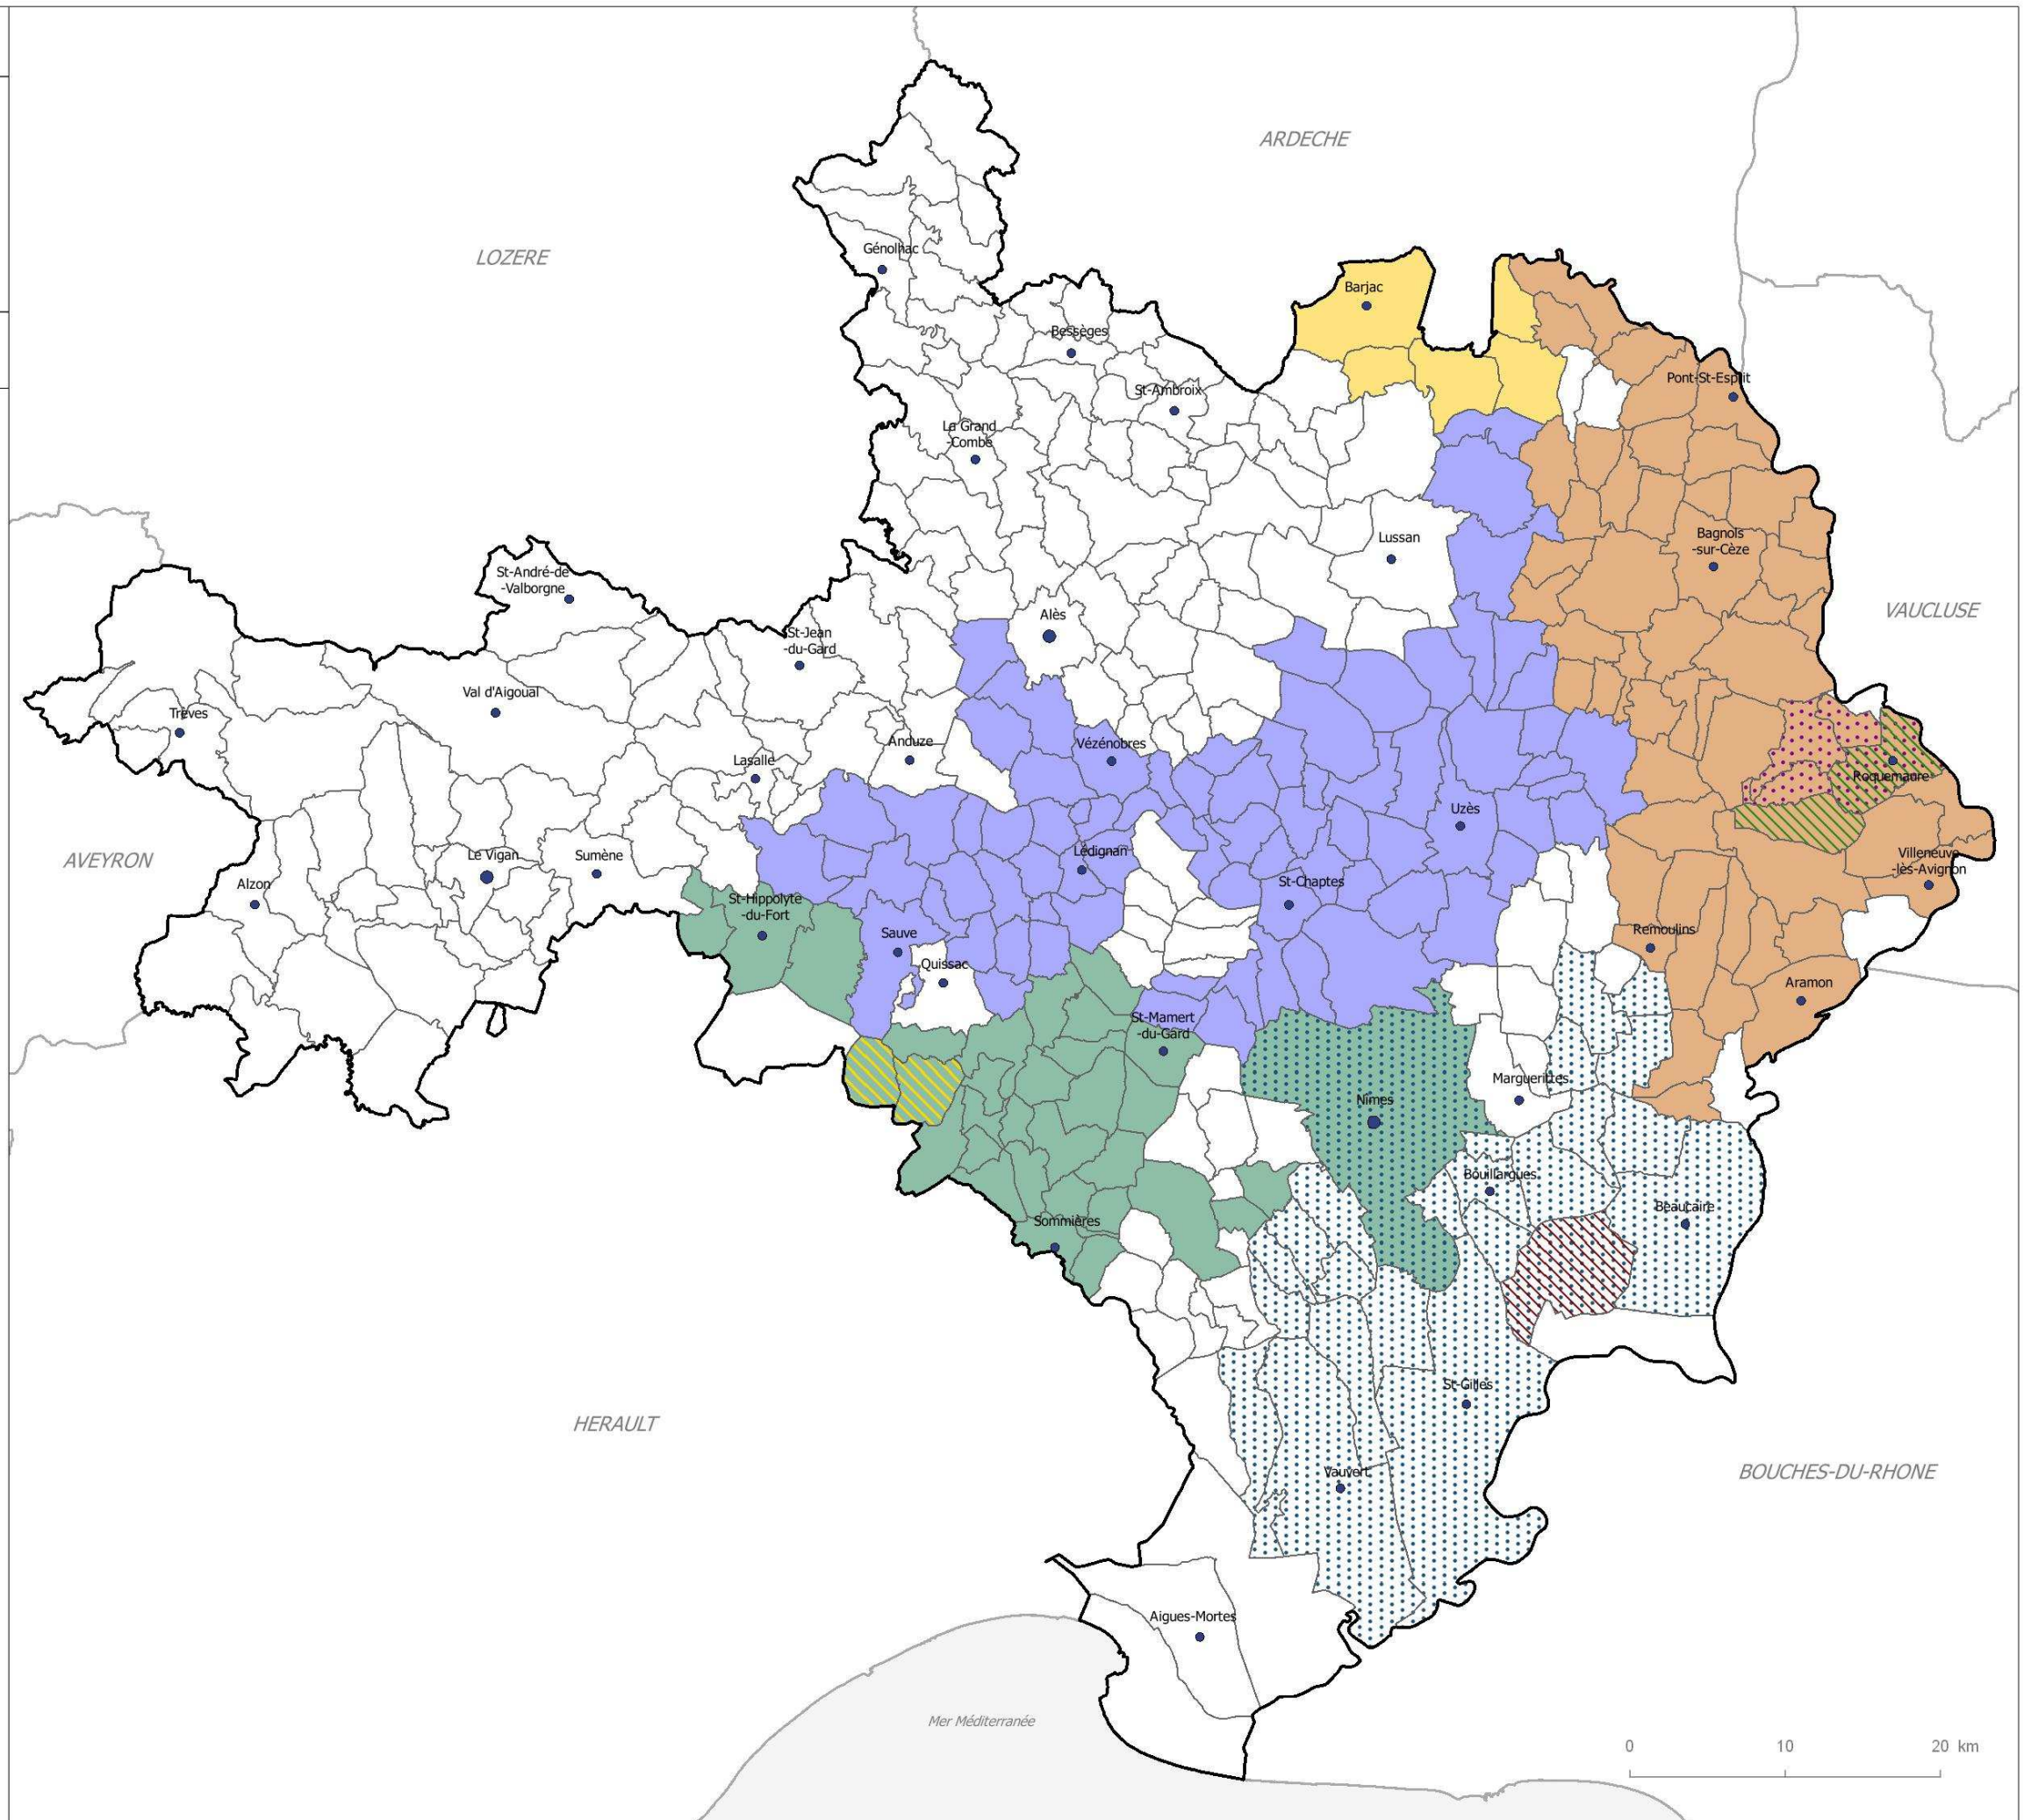 ARDECHE
LOZERE
Génolhac
Barjac
Bessèges
Pont-St-Esprit
St-Ambroix
La Grand
-Combe
Lussan
Bagnols
-sur-Cèze
St-André-de
-Valborgne
VAUCLUSE
Alès
St-Jean
-du-Gard
Val d'Aigoual
Trèves
Anduze
Vézénobres
Lasalle
Roquemaure
Uzès
Lédignan
Le Vigan
Sumène
AVEYRON
Villeneuve
-lès-Avignon
Alzon
St-Chaptes
St-Hippolyte
-du-Fort
Sauve
Remoulins
Quissac
Aramon
St-Mamert
-du-Gard
Marguerittes
Nîmes
Bouillargues
Beaucaire
Sommières
St-Gilles
HERAULT
Vauvert
BOUCHES-DU-RHONE
Aigues-Mortes
Mer Méditerranée
0 10 20 km